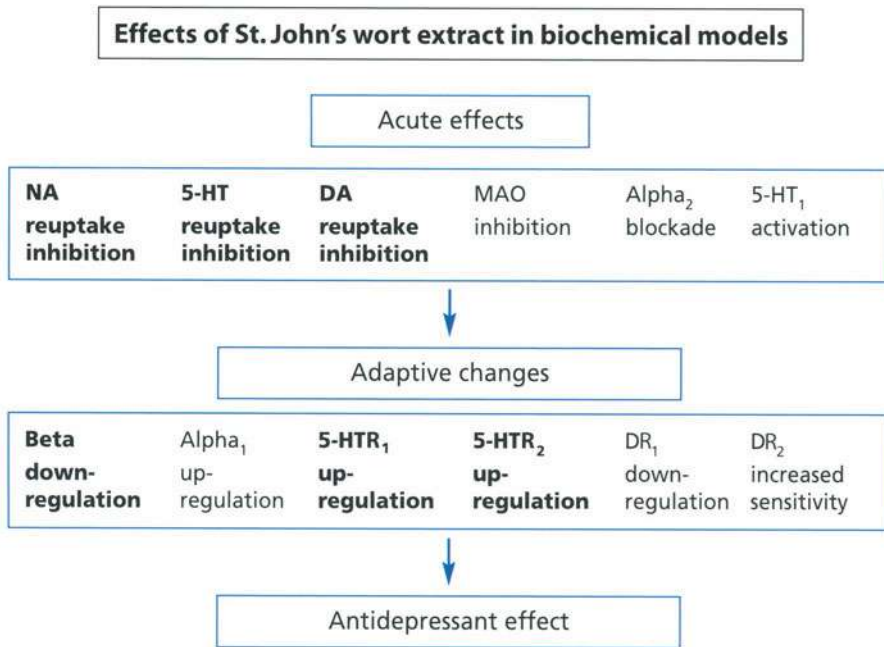 Effects of St. John's wort extract in biochemical models
Acute effects
NA 5-HT DA MAO Alpha₂ 5-HT₁
reuptake reuptake reuptake inhibition blockade activation
inhibition inhibition inhibition
Adaptive changes
Beta Alpha₁ 5-HTR₁ 5-HTR₂ DR₁ DR₂
down- up- up- up- down- increased
regulation regulation regulation regulation regulation sensitivity
Antidepressant effect